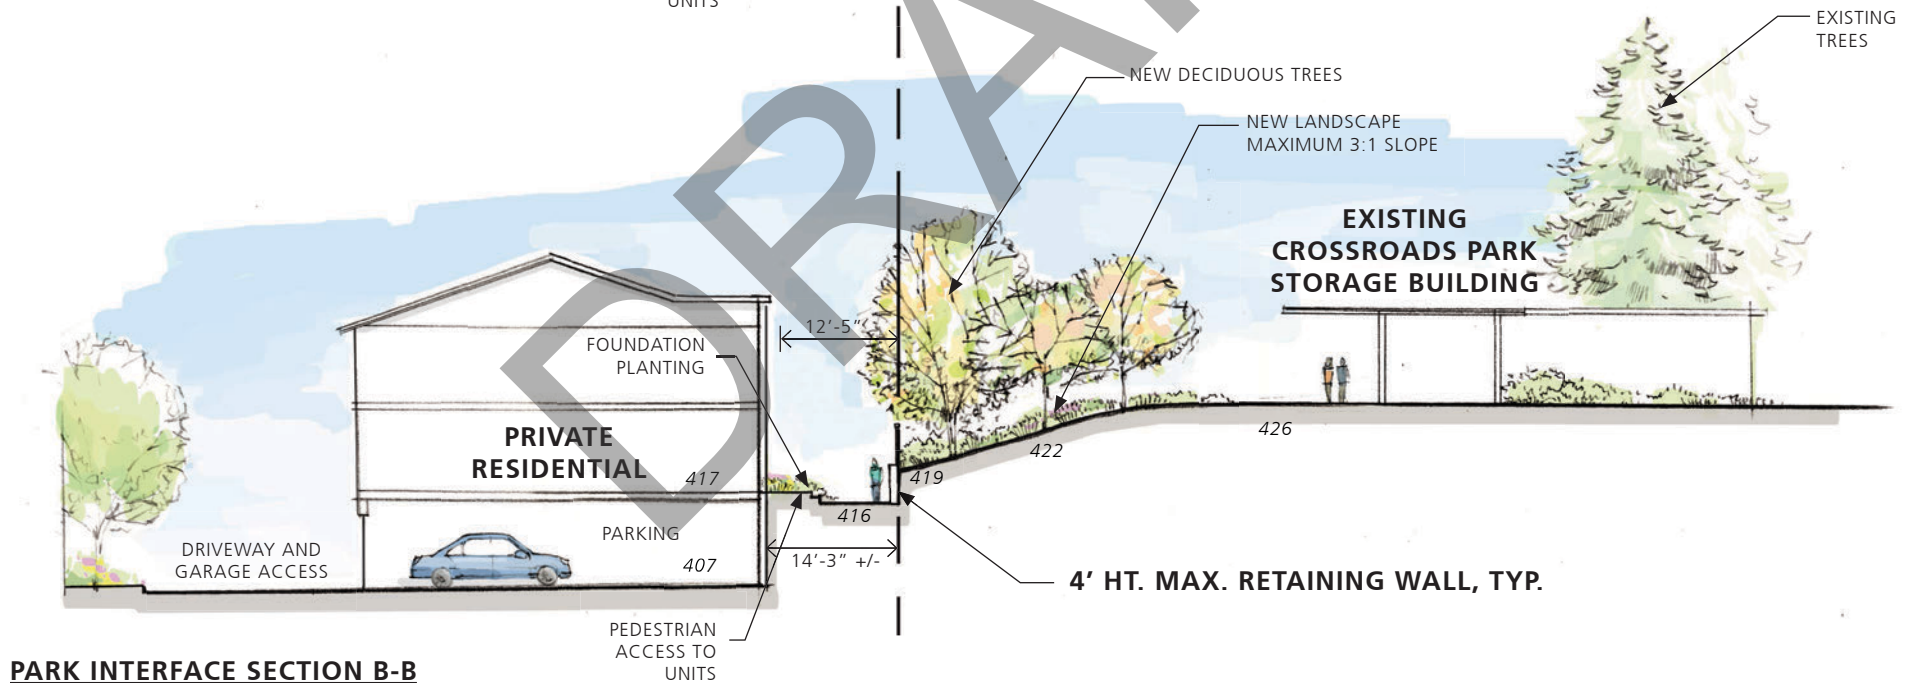 UNITS
EXISTING
TREES
NEW DECIDUOUS TREES
NEW LANDSCAPE
MAXIMUM 3:1 SLOPE
EXISTING
CROSSROADS PARK
STORAGE BUILDING
12’-5”
FOUNDATION
PLANTING
PRIVATE
RESIDENTIAL
417
419
422
426
416
PARKING
407
DRIVEWAY AND
GARAGE ACCESS
14’-3” +/-
4’ HT. MAX. RETAINING WALL, TYP.
PEDESTRIAN
ACCESS TO
UNITS
PARK INTERFACE SECTION B-B
DRA